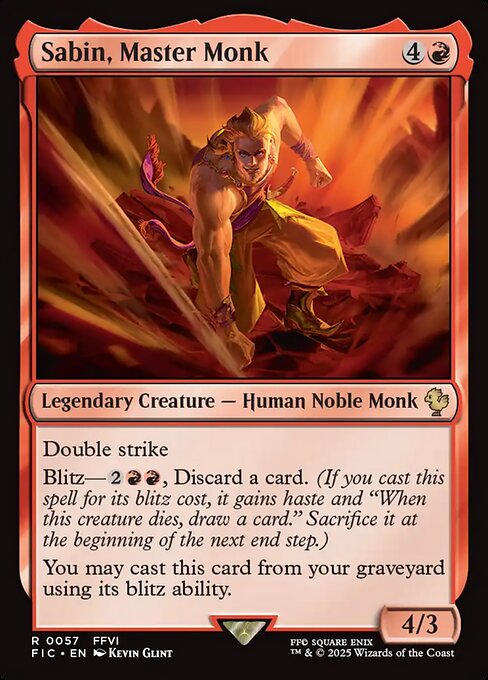 Sabin, Master Monk 4
Legendary Creature — Human Noble Monk
Double strike
Blitz—2, Discard a card. (If you cast this
spell for its blitz cost, it gains haste and “When
this creature dies, draw a card.” Sacrifice it at
the beginning of the next end step.)
You may cast this card from your graveyard
using its blitz ability.
4/3
R 0057 FFVI
FIC • EN Kevin Glint
FF© SQUARE ENIX
™ & © 2025 Wizards of the Coast